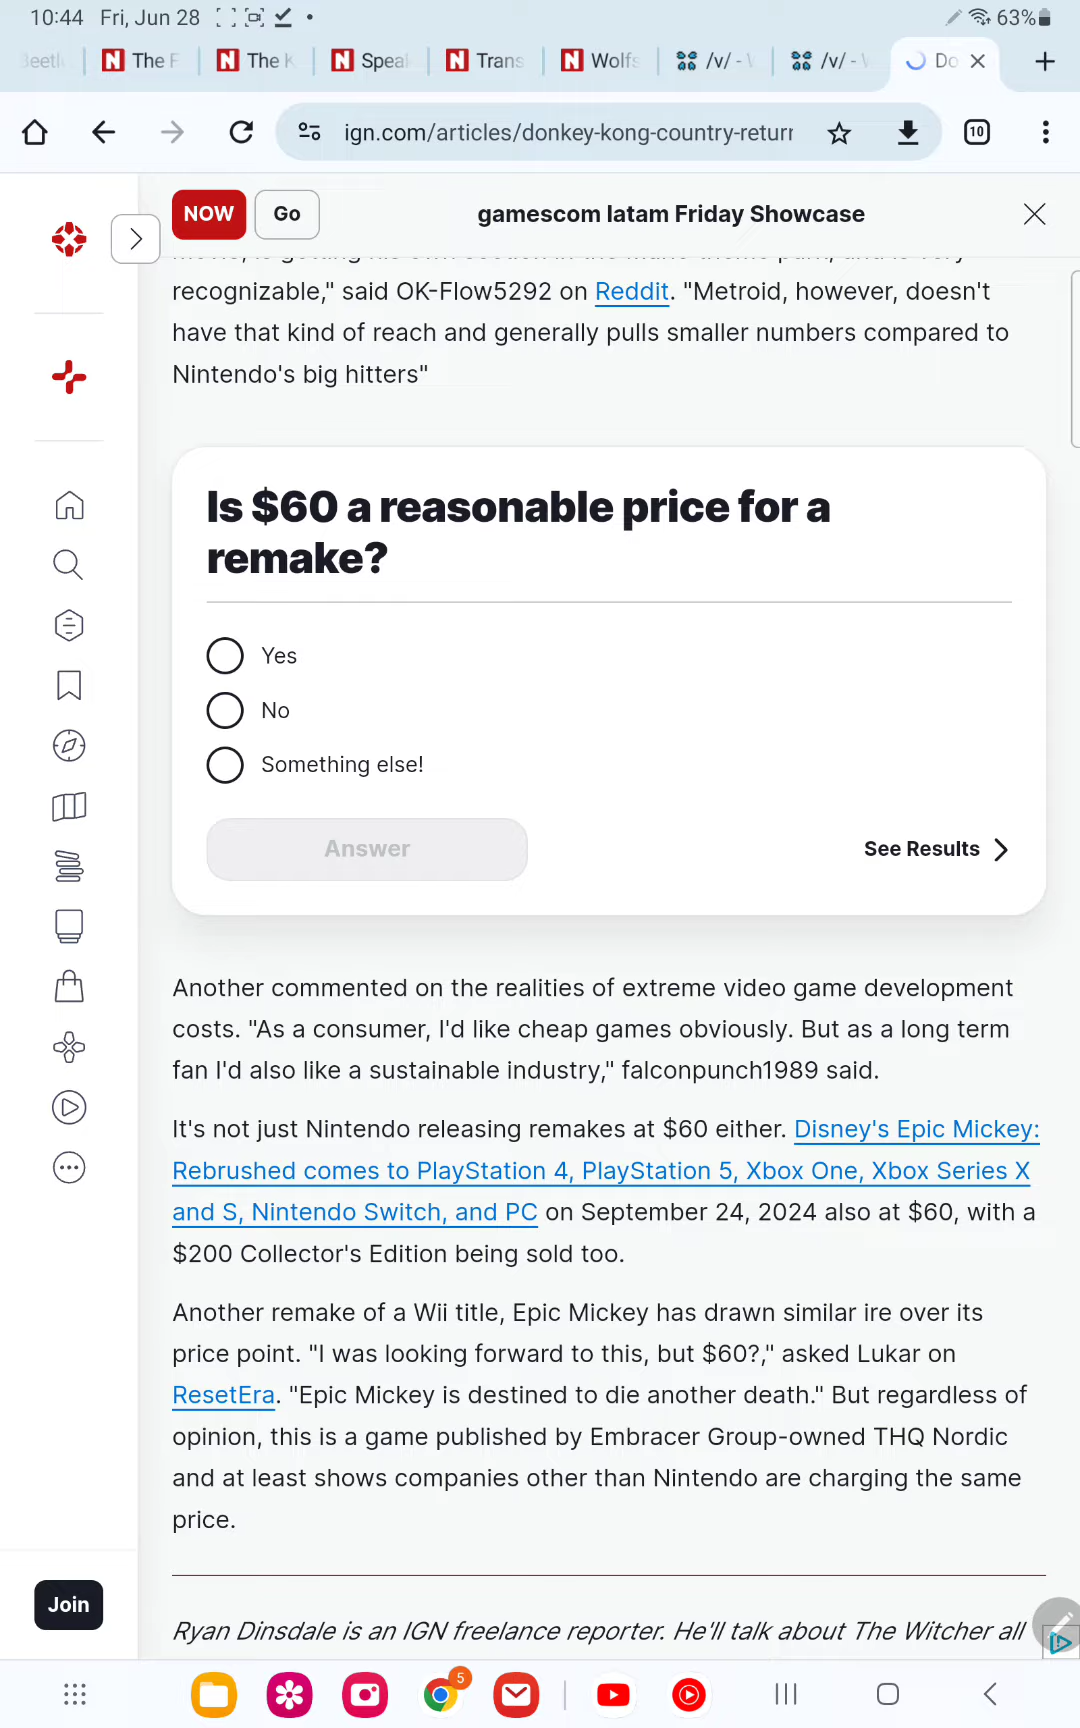 10:44 Fri, Jun 28 63%
Beetl The F The K Speal Trans Wolfs /v/ - V /v/ - V Do
ign.com/articles/donkey-kong-country-returr 10
NOW Go gamescom latam Friday Showcase
recognizable," said OK-Flow5292 on Reddit. "Metroid, however, doesn't
have that kind of reach and generally pulls smaller numbers compared to
Nintendo's big hitters"
Is $60 a reasonable price for a
remake?
Yes
No
Something else!
Answer See Results
Another commented on the realities of extreme video game development
costs. "As a consumer, I'd like cheap games obviously. But as a long term
fan I'd also like a sustainable industry," falconpunch1989 said.
It's not just Nintendo releasing remakes at $60 either. Disney's Epic Mickey:
Rebrushed comes to PlayStation 4, PlayStation 5, Xbox One, Xbox Series X
and S, Nintendo Switch, and PC on September 24, 2024 also at $60, with a
$200 Collector's Edition being sold too.
Another remake of a Wii title, Epic Mickey has drawn similar ire over its
price point. "I was looking forward to this, but $60?," asked Lukar on
ResetEra. "Epic Mickey is destined to die another death." But regardless of
opinion, this is a game published by Embracer Group-owned THQ Nordic
and at least shows companies other than Nintendo are charging the same
price.
Join
Ryan Dinsdale is an IGN freelance reporter. He'll talk about The Witcher all
5